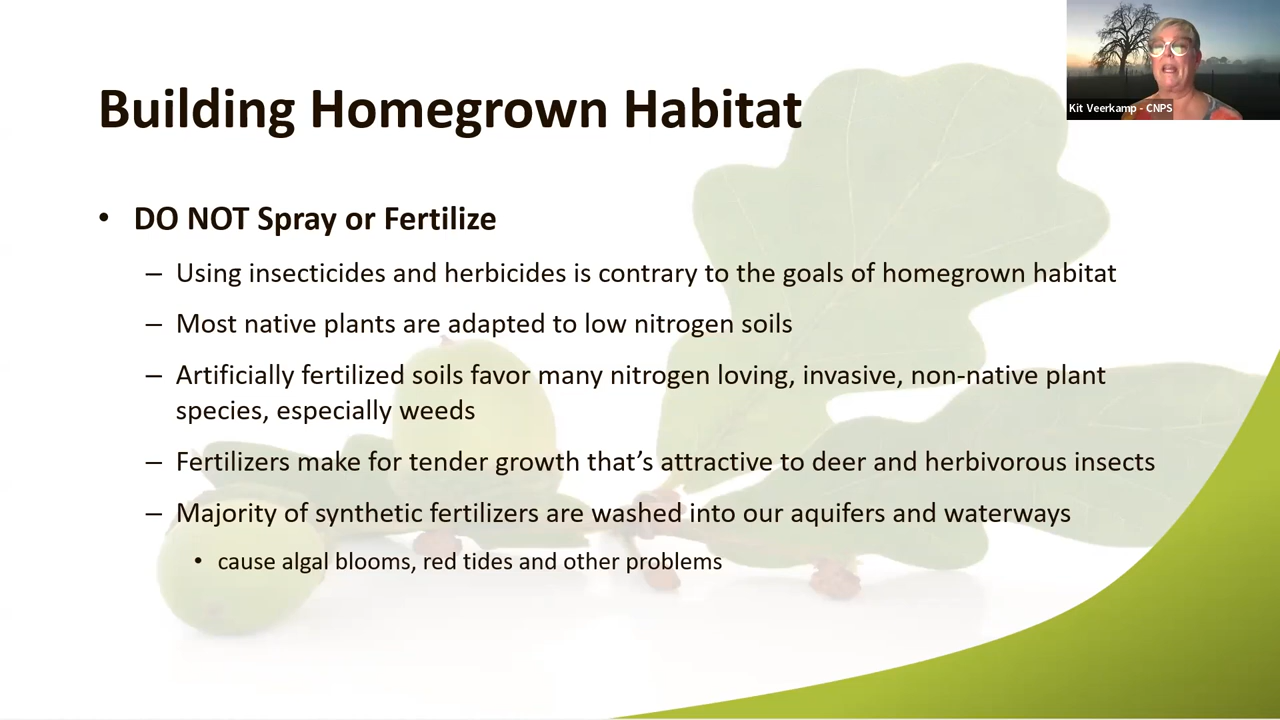 Building Homegrown Habitat
Kit Veerkamp - CNPS
• DO NOT Spray or Fertilize
– Using insecticides and herbicides is contrary to the goals of homegrown habitat
– Most native plants are adapted to low nitrogen soils
– Artificially fertilized soils favor many nitrogen loving, invasive, non-native plant
species, especially weeds
– Fertilizers make for tender growth that’s attractive to deer and herbivorous insects
– Majority of synthetic fertilizers are washed into our aquifers and waterways
• cause algal blooms, red tides and other problems